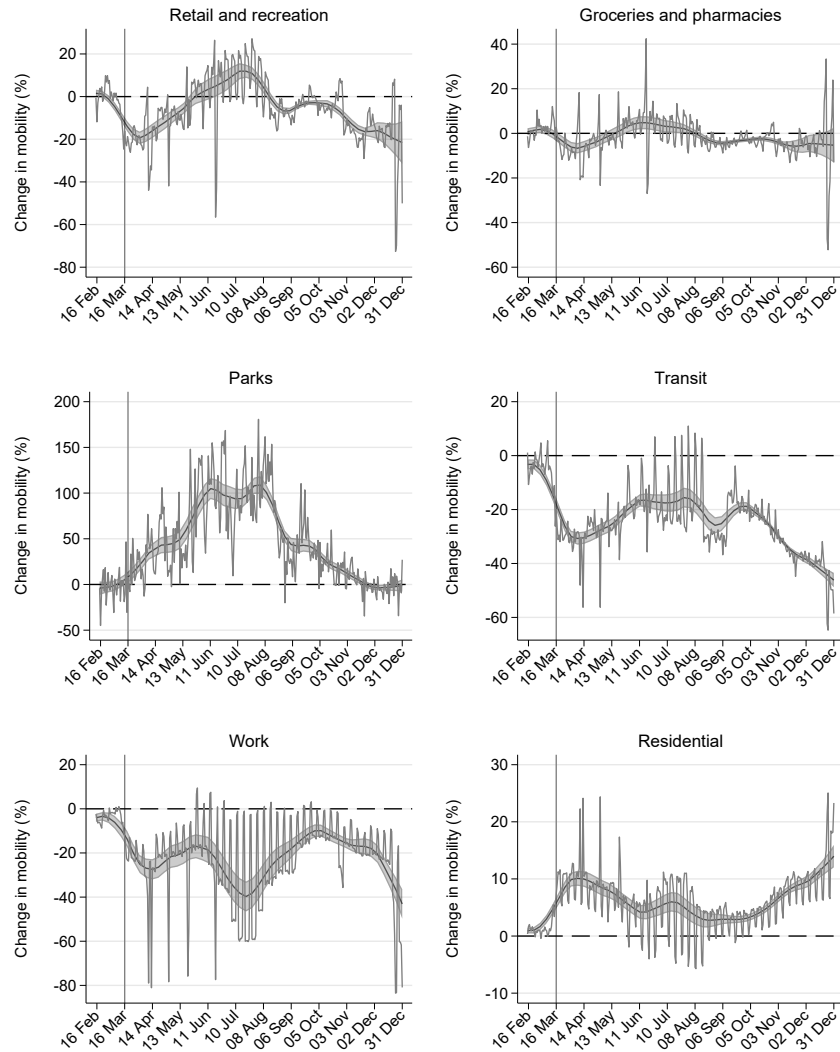 Retail and recreation
Change in mobility (%)
20
0
-20
-40
-60
-80
16 Feb
16 Mar
14 Apr
13 May
11 Jun
10 Jul
08 Aug
06 Sep
05 Oct
03 Nov
02 Dec
31 Dec
Groceries and pharmacies
Change in mobility (%)
40
20
0
-20
-40
-60
16 Feb
16 Mar
14 Apr
13 May
11 Jun
10 Jul
08 Aug
06 Sep
05 Oct
03 Nov
02 Dec
31 Dec
Parks
Change in mobility (%)
200
150
100
50
0
-50
16 Feb
16 Mar
14 Apr
13 May
11 Jun
10 Jul
08 Aug
06 Sep
05 Oct
03 Nov
02 Dec
31 Dec
Transit
Change in mobility (%)
20
0
-20
-40
-60
16 Feb
16 Mar
14 Apr
13 May
11 Jun
10 Jul
08 Aug
06 Sep
05 Oct
03 Nov
02 Dec
31 Dec
Work
Change in mobility (%)
20
0
-20
-40
-60
-80
16 Feb
16 Mar
14 Apr
13 May
11 Jun
10 Jul
08 Aug
06 Sep
05 Oct
03 Nov
02 Dec
31 Dec
Residential
Change in mobility (%)
30
20
10
0
-10
16 Feb
16 Mar
14 Apr
13 May
11 Jun
10 Jul
08 Aug
06 Sep
05 Oct
03 Nov
02 Dec
31 Dec